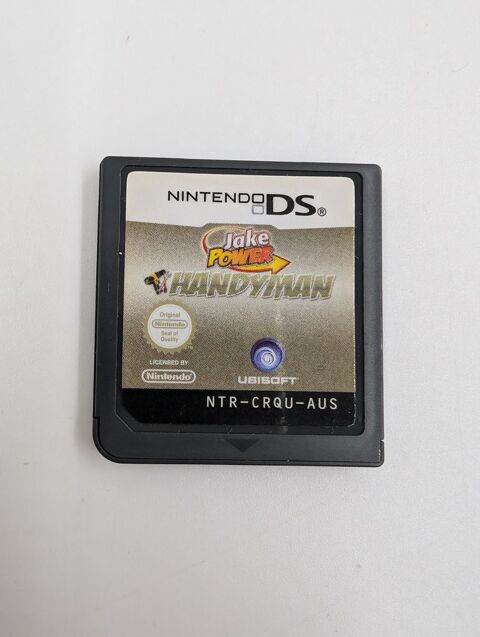 NINTENDO DS®
Jake
POWER
HANDYMAN
Original
Nintendo
Seal of
Quality
LICENSED BY
Nintendo
UBISOFT
NTR-CRQU-AUS